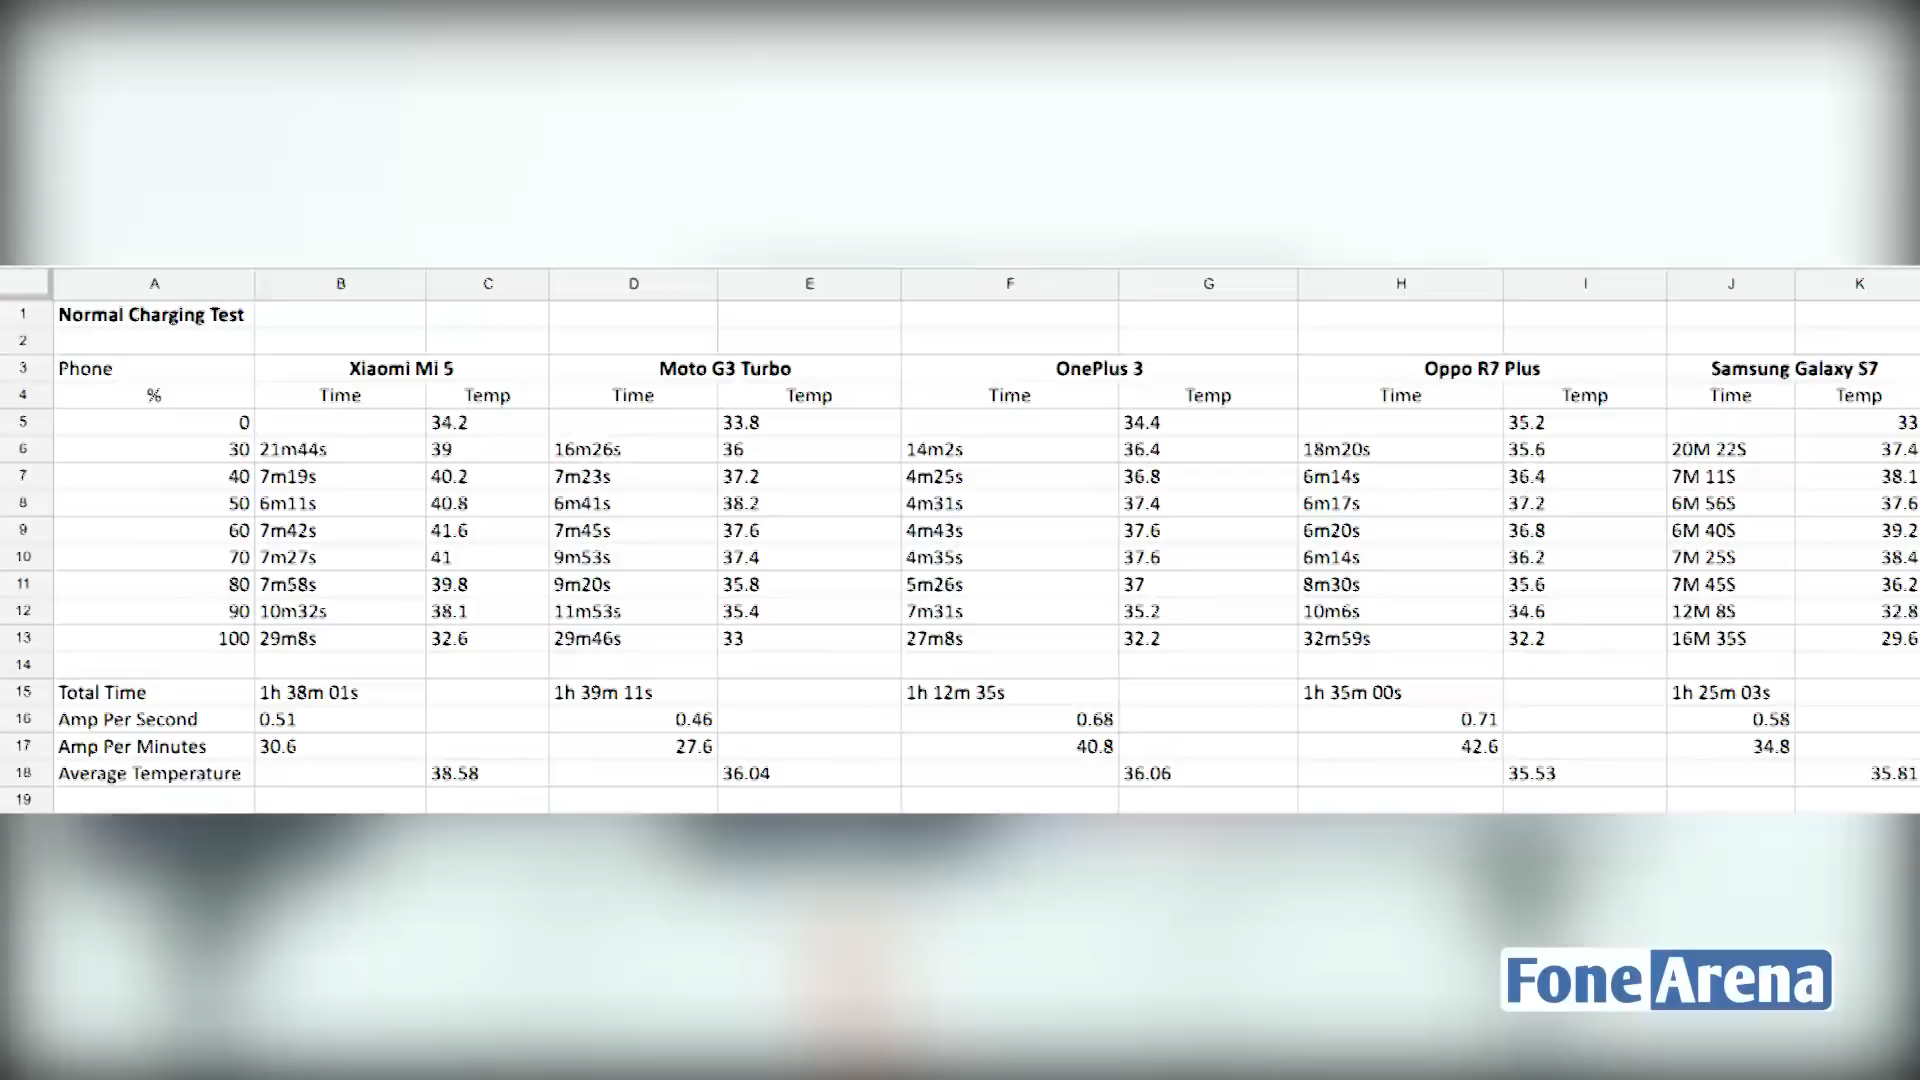 A B C D E F G H I J K
1 Normal Charging Test
2
3 Phone Xiaomi Mi 5 Moto G3 Turbo OnePlus 3 Oppo R7 Plus Samsung Galaxy S7
4 % Time Temp Time Temp Time Temp Time Temp Time Temp
5 0 34.2 33.8 34.4 35.2 33
6 30 21m44s 39 16m26s 36 14m2s 36.4 18m20s 35.6 20M 22S 37.4
7 40 7m19s 40.2 7m23s 37.2 4m25s 36.8 6m14s 36.4 7M 11S 38.1
8 50 6m11s 40.8 6m41s 38.2 4m31s 37.4 6m17s 37.2 6M 56S 37.6
9 60 7m42s 41.6 7m45s 37.6 4m43s 37.6 6m20s 36.8 6M 40S 39.2
10 70 7m27s 41 9m53s 37.4 4m35s 37.6 6m14s 36.2 7M 25S 38.4
11 80 7m58s 39.8 9m20s 35.8 5m26s 37 8m30s 35.6 7M 45S 36.2
12 90 10m32s 38.1 11m53s 35.4 7m31s 35.2 10m6s 34.6 12M 8S 32.8
13 100 29m8s 32.6 29m46s 33 27m8s 32.2 32m59s 32.2 16M 35S 29.6
14
15 Total Time 1h 38m 01s 1h 39m 11s 1h 12m 35s 1h 35m 00s 1h 25m 03s
16 Amp Per Second 0.51 0.46 0.68 0.71 0.58
17 Amp Per Minutes 30.6 27.6 40.8 42.6 34.8
18 Average Temperature 38.58 36.04 36.06 35.53 35.81
19
FoneArena